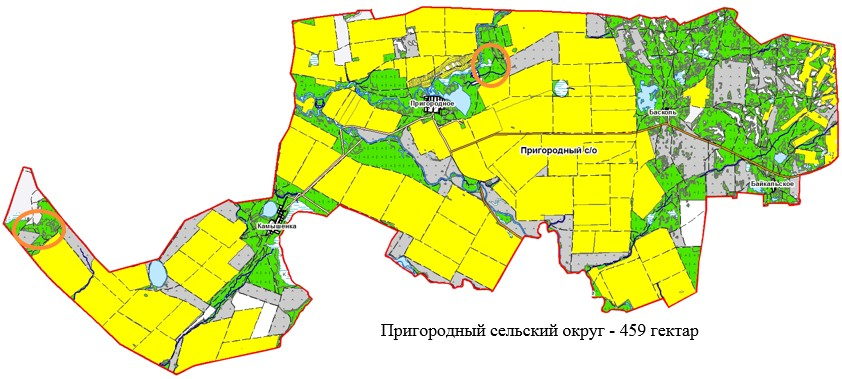 Пригородное
Басколь
Пригородный с/о
Байкальское
Камышенка
Пригородный сельский округ - 459 гектар